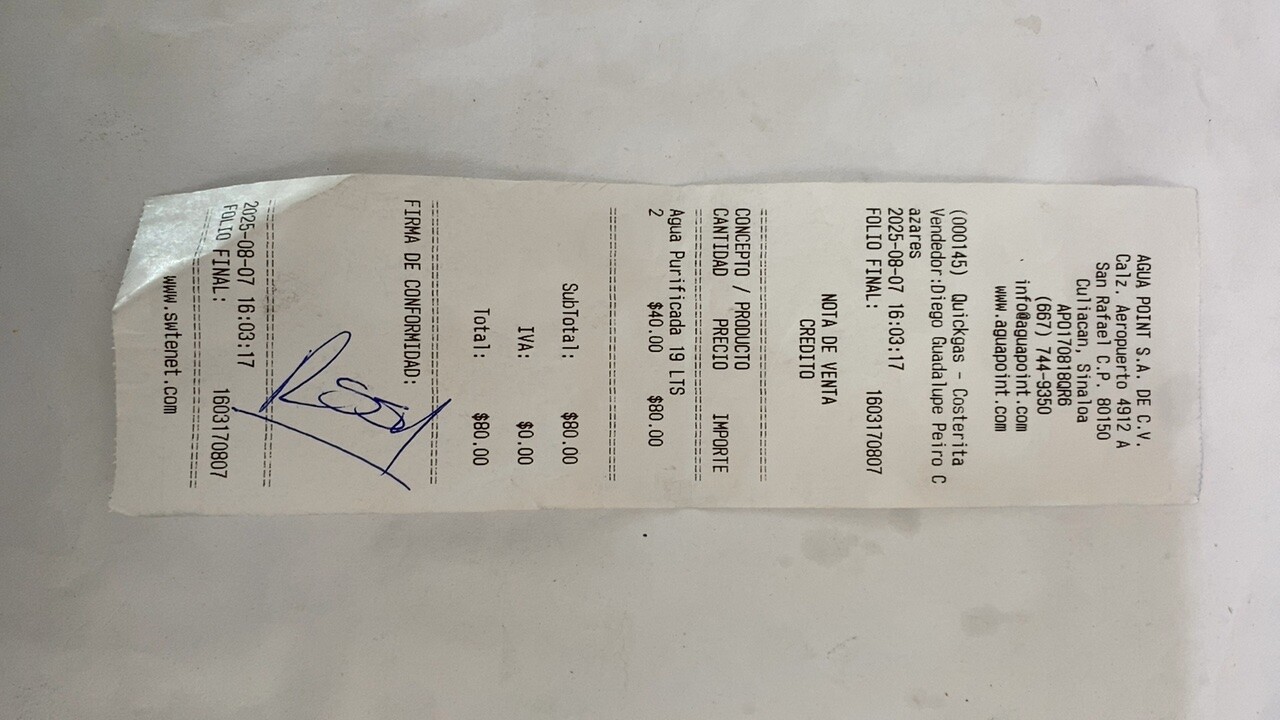 AGUA POINT S.A. DE C.V.
Calz. Aeropuerto 4912 A
San Rafael C.P. 80150
Culiacan, Sinaloa
APO170818QR6
(667) 744-9350
info@aguapoint.com
www.aguapoint.com
(000145) Quickgas - Costerita
Vendedor:Diego Guadalupe Peiro C
azares
2025-08-07 16:03:17
FOLIO FINAL: 1603170807
NOTA DE VENTA
CREDITO
CONCEPTO / PRODUCTO
CANTIDAD PRECIO IMPORTE
Agua Purificada 19 LTS
2 $40.00 $80.00
SubTotal: $80.00
IVA: $0.00
Total: $80.00
FIRMA DE CONFORMIDAD:
2025-08-07 16:03:17
FOLIO FINAL: 1603170807
www.swtenet.com